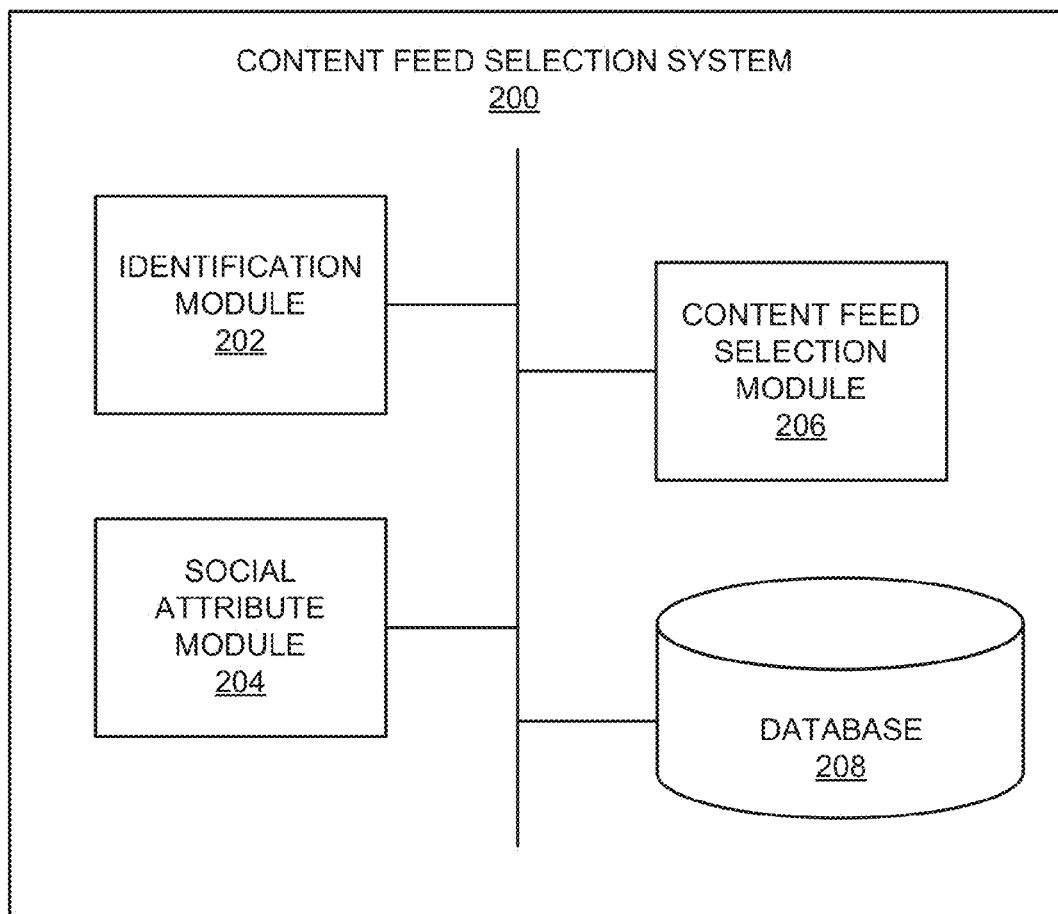 CONTENT FEED SELECTION SYSTEM
200
IDENTIFICATION
MODULE
202
CONTENT FEED
SELECTION
MODULE
206
SOCIAL
ATTRIBUTE
MODULE
204
DATABASE
208